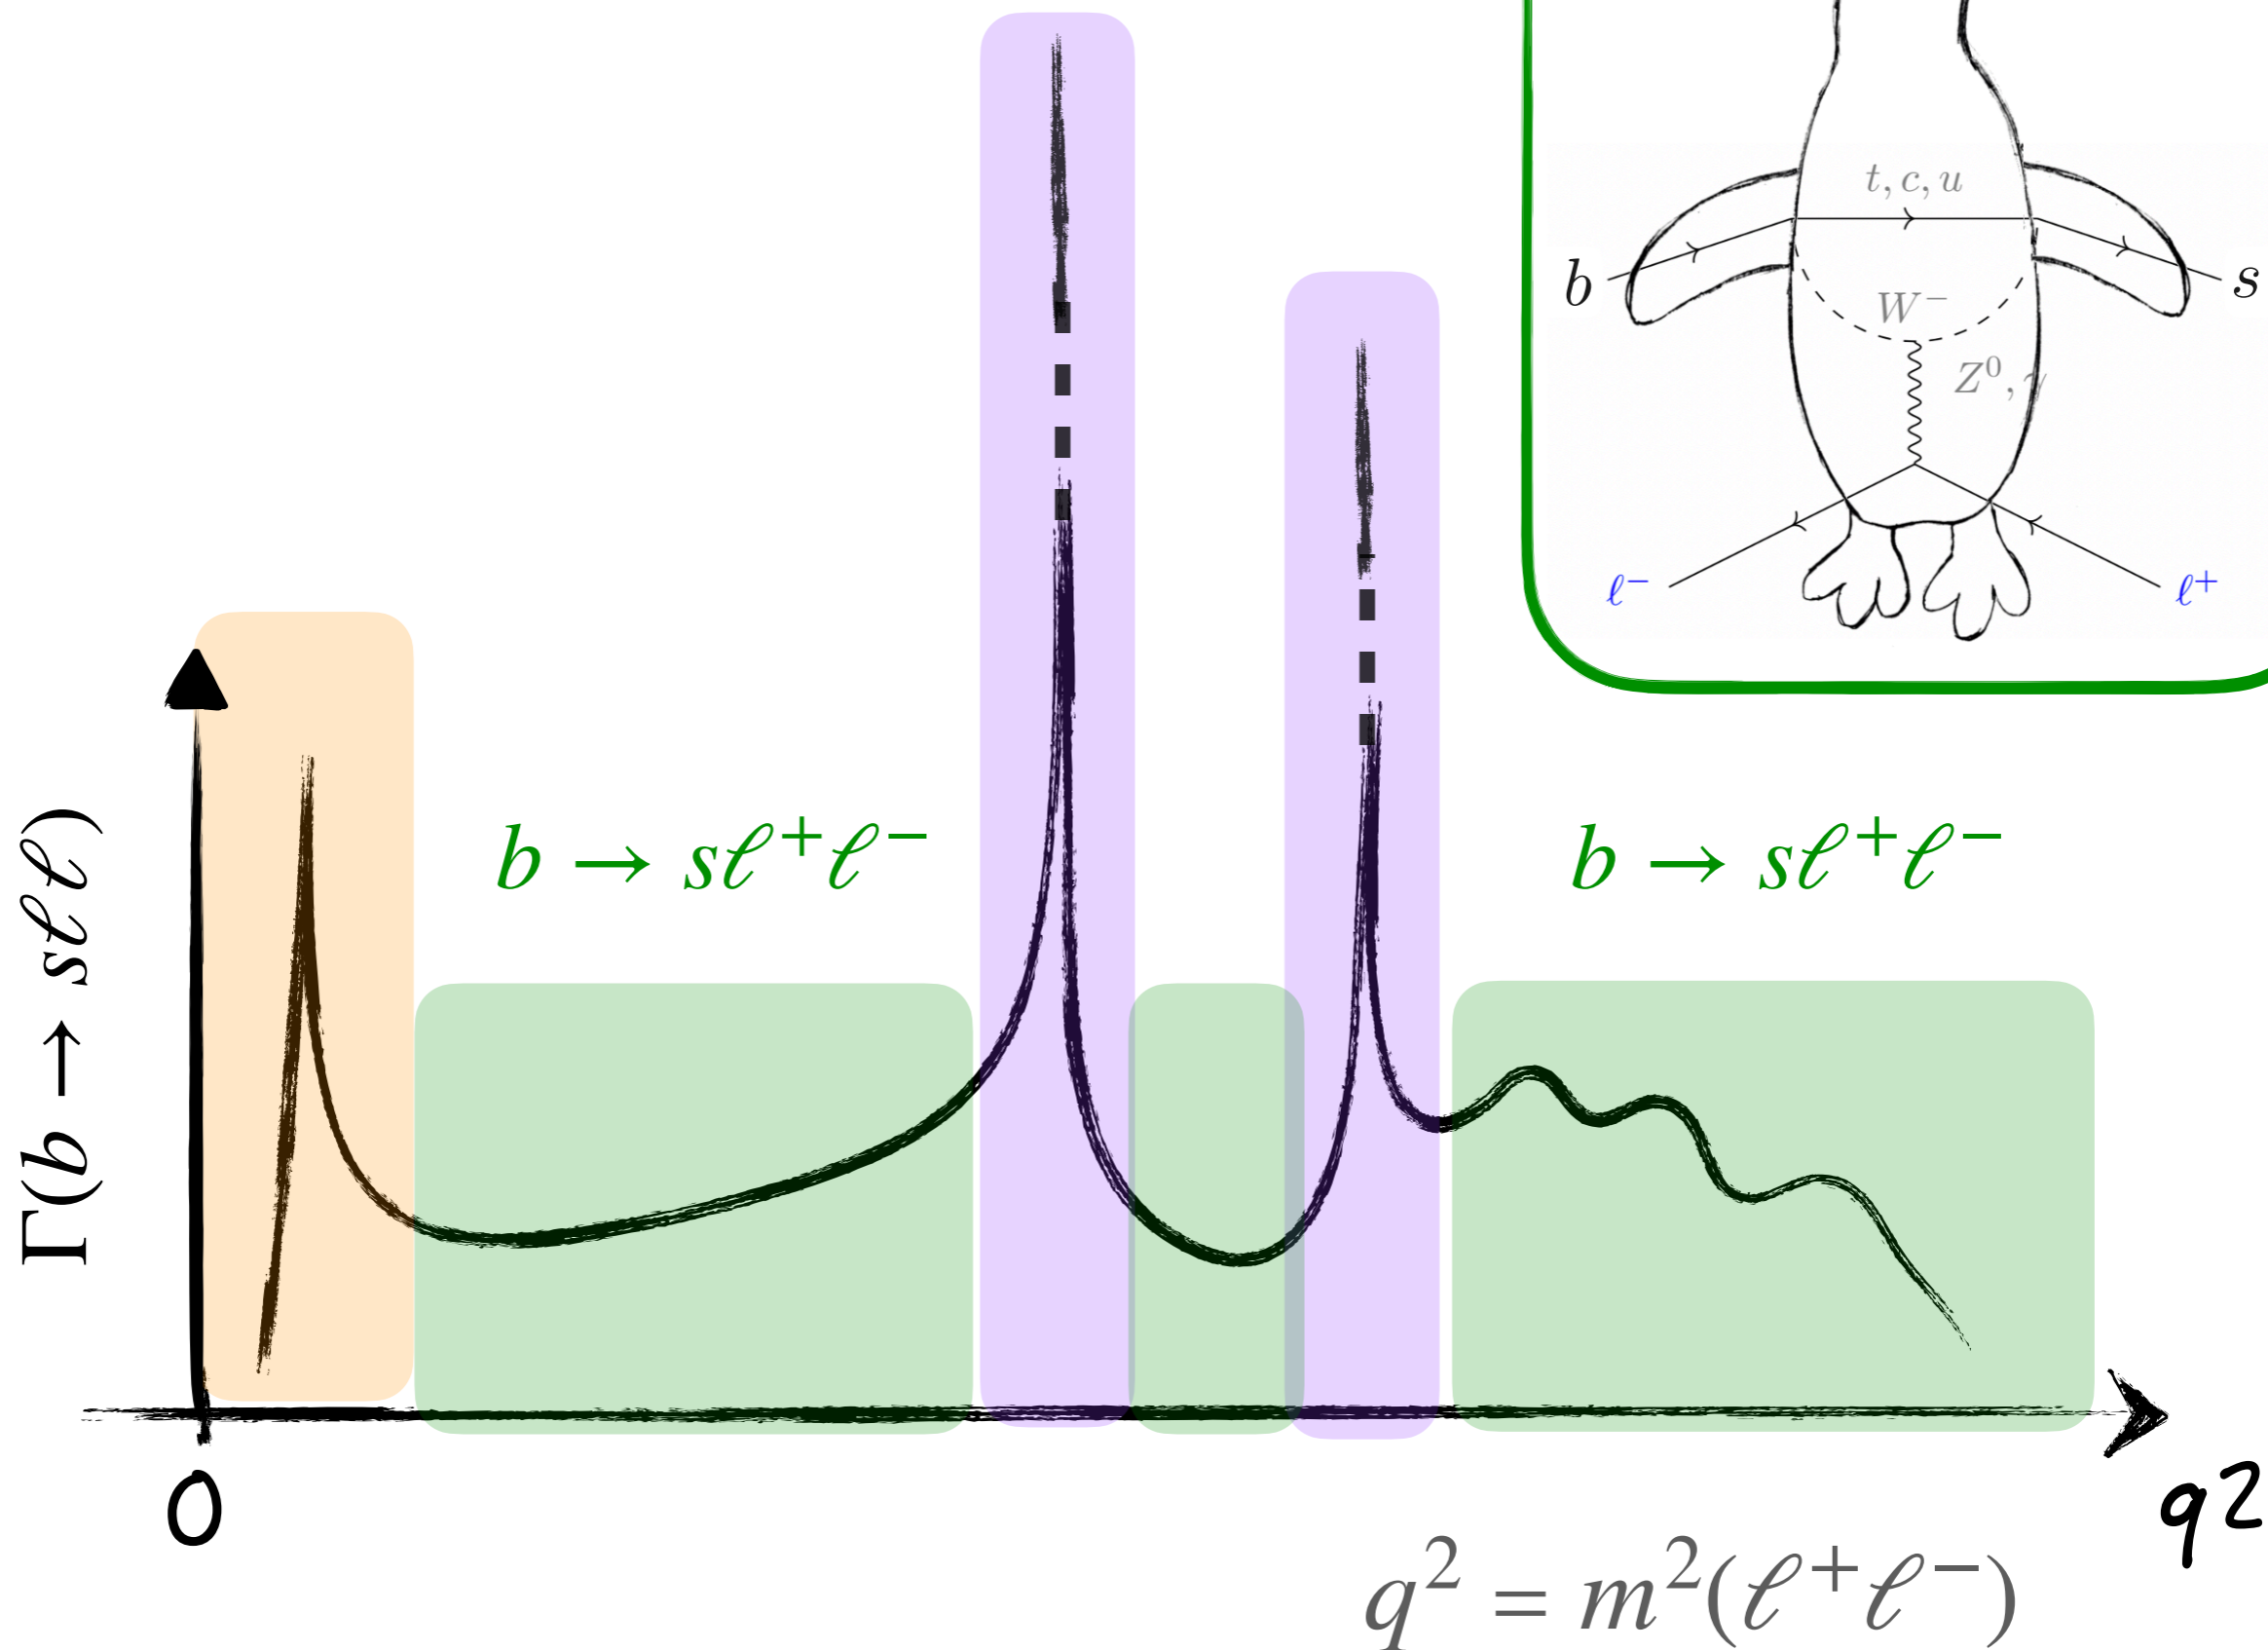 t, c, u
b
s
W⁻
Z⁰, γ
ℓ⁻
ℓ⁺
Γ(b → sℓℓ)
b → sℓ⁺ℓ⁻
b → sℓ⁺ℓ⁻
0
q2
q² = m²(ℓ⁺ℓ⁻)